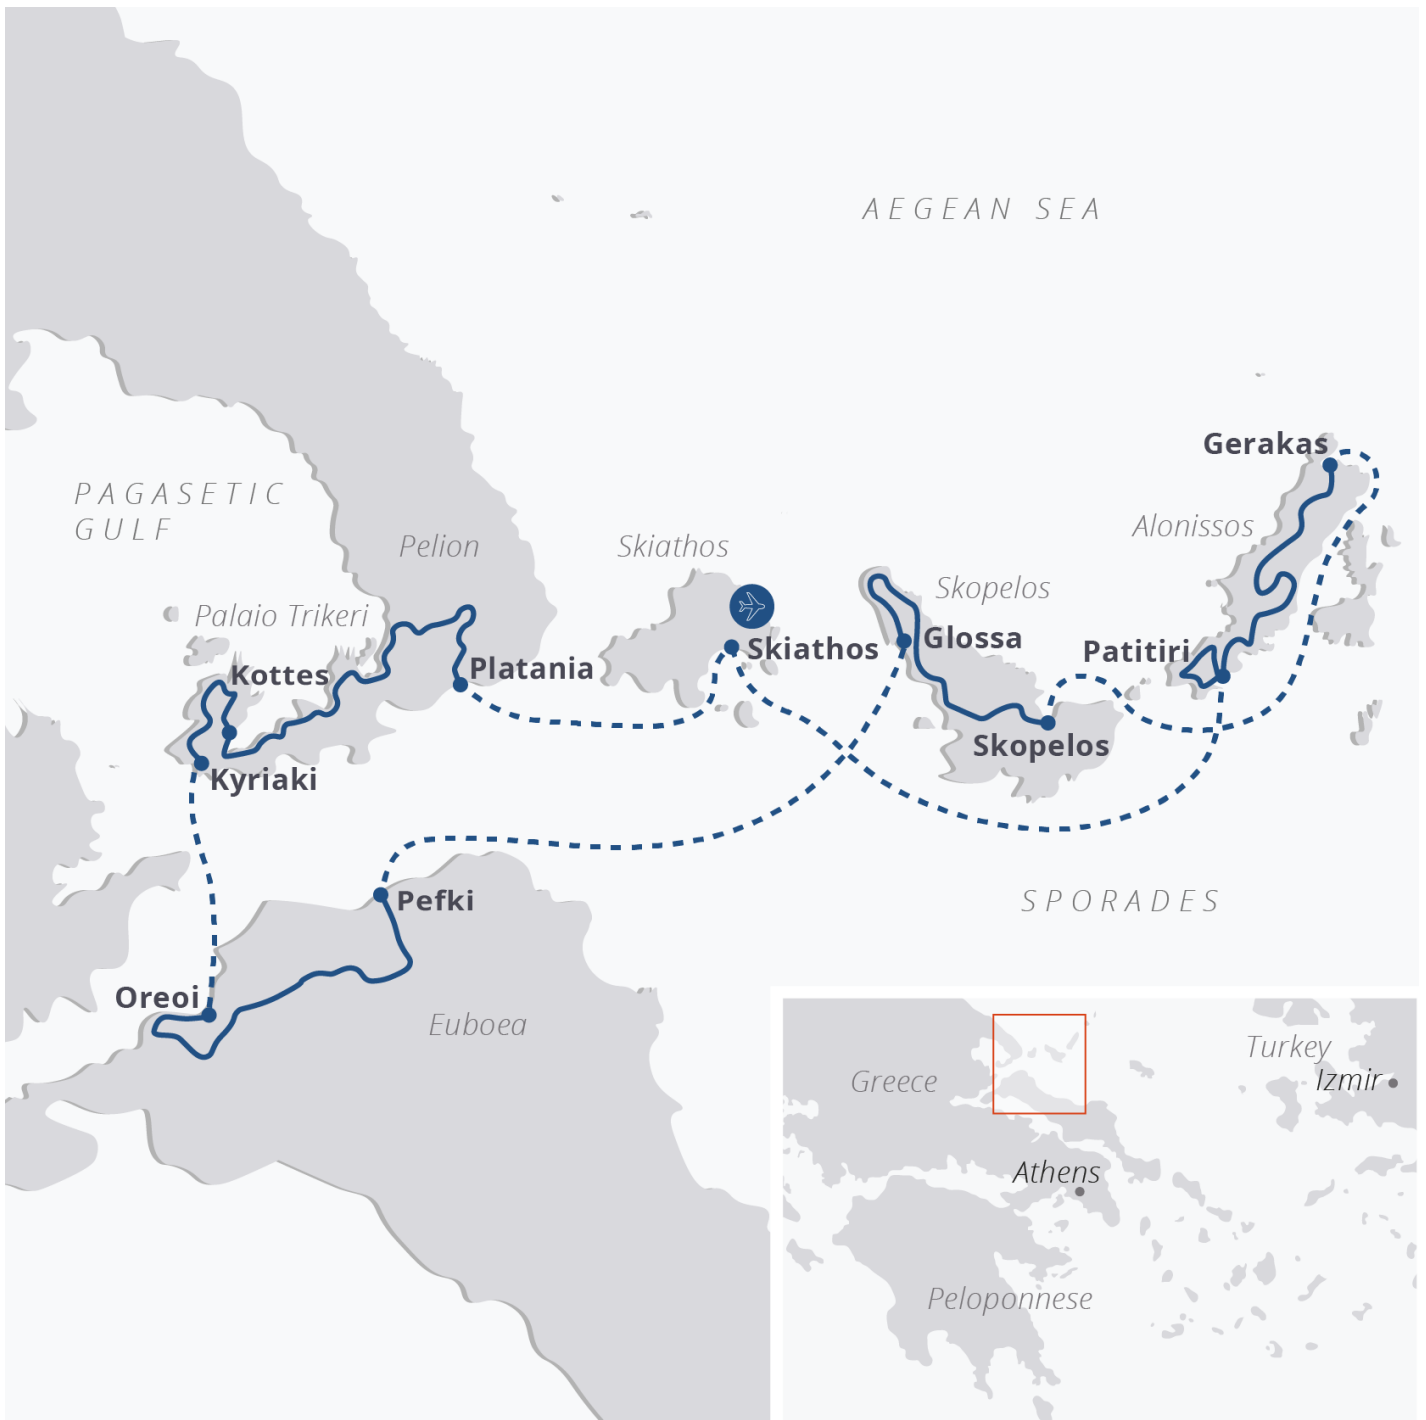 AEGEAN SEA
Gerakas
PAGASETIC
GULF
Alonissos
Pelion
Skiathos
Skopelos
Palaio Trikeri
Glossa
Skiathos
Patitiri
Platania
Kottes
Skopelos
Kyriaki
Pefki
SPORADES
Oreoi
Euboea
Turkey
Greece
Izmir
Athens
Peloponnese